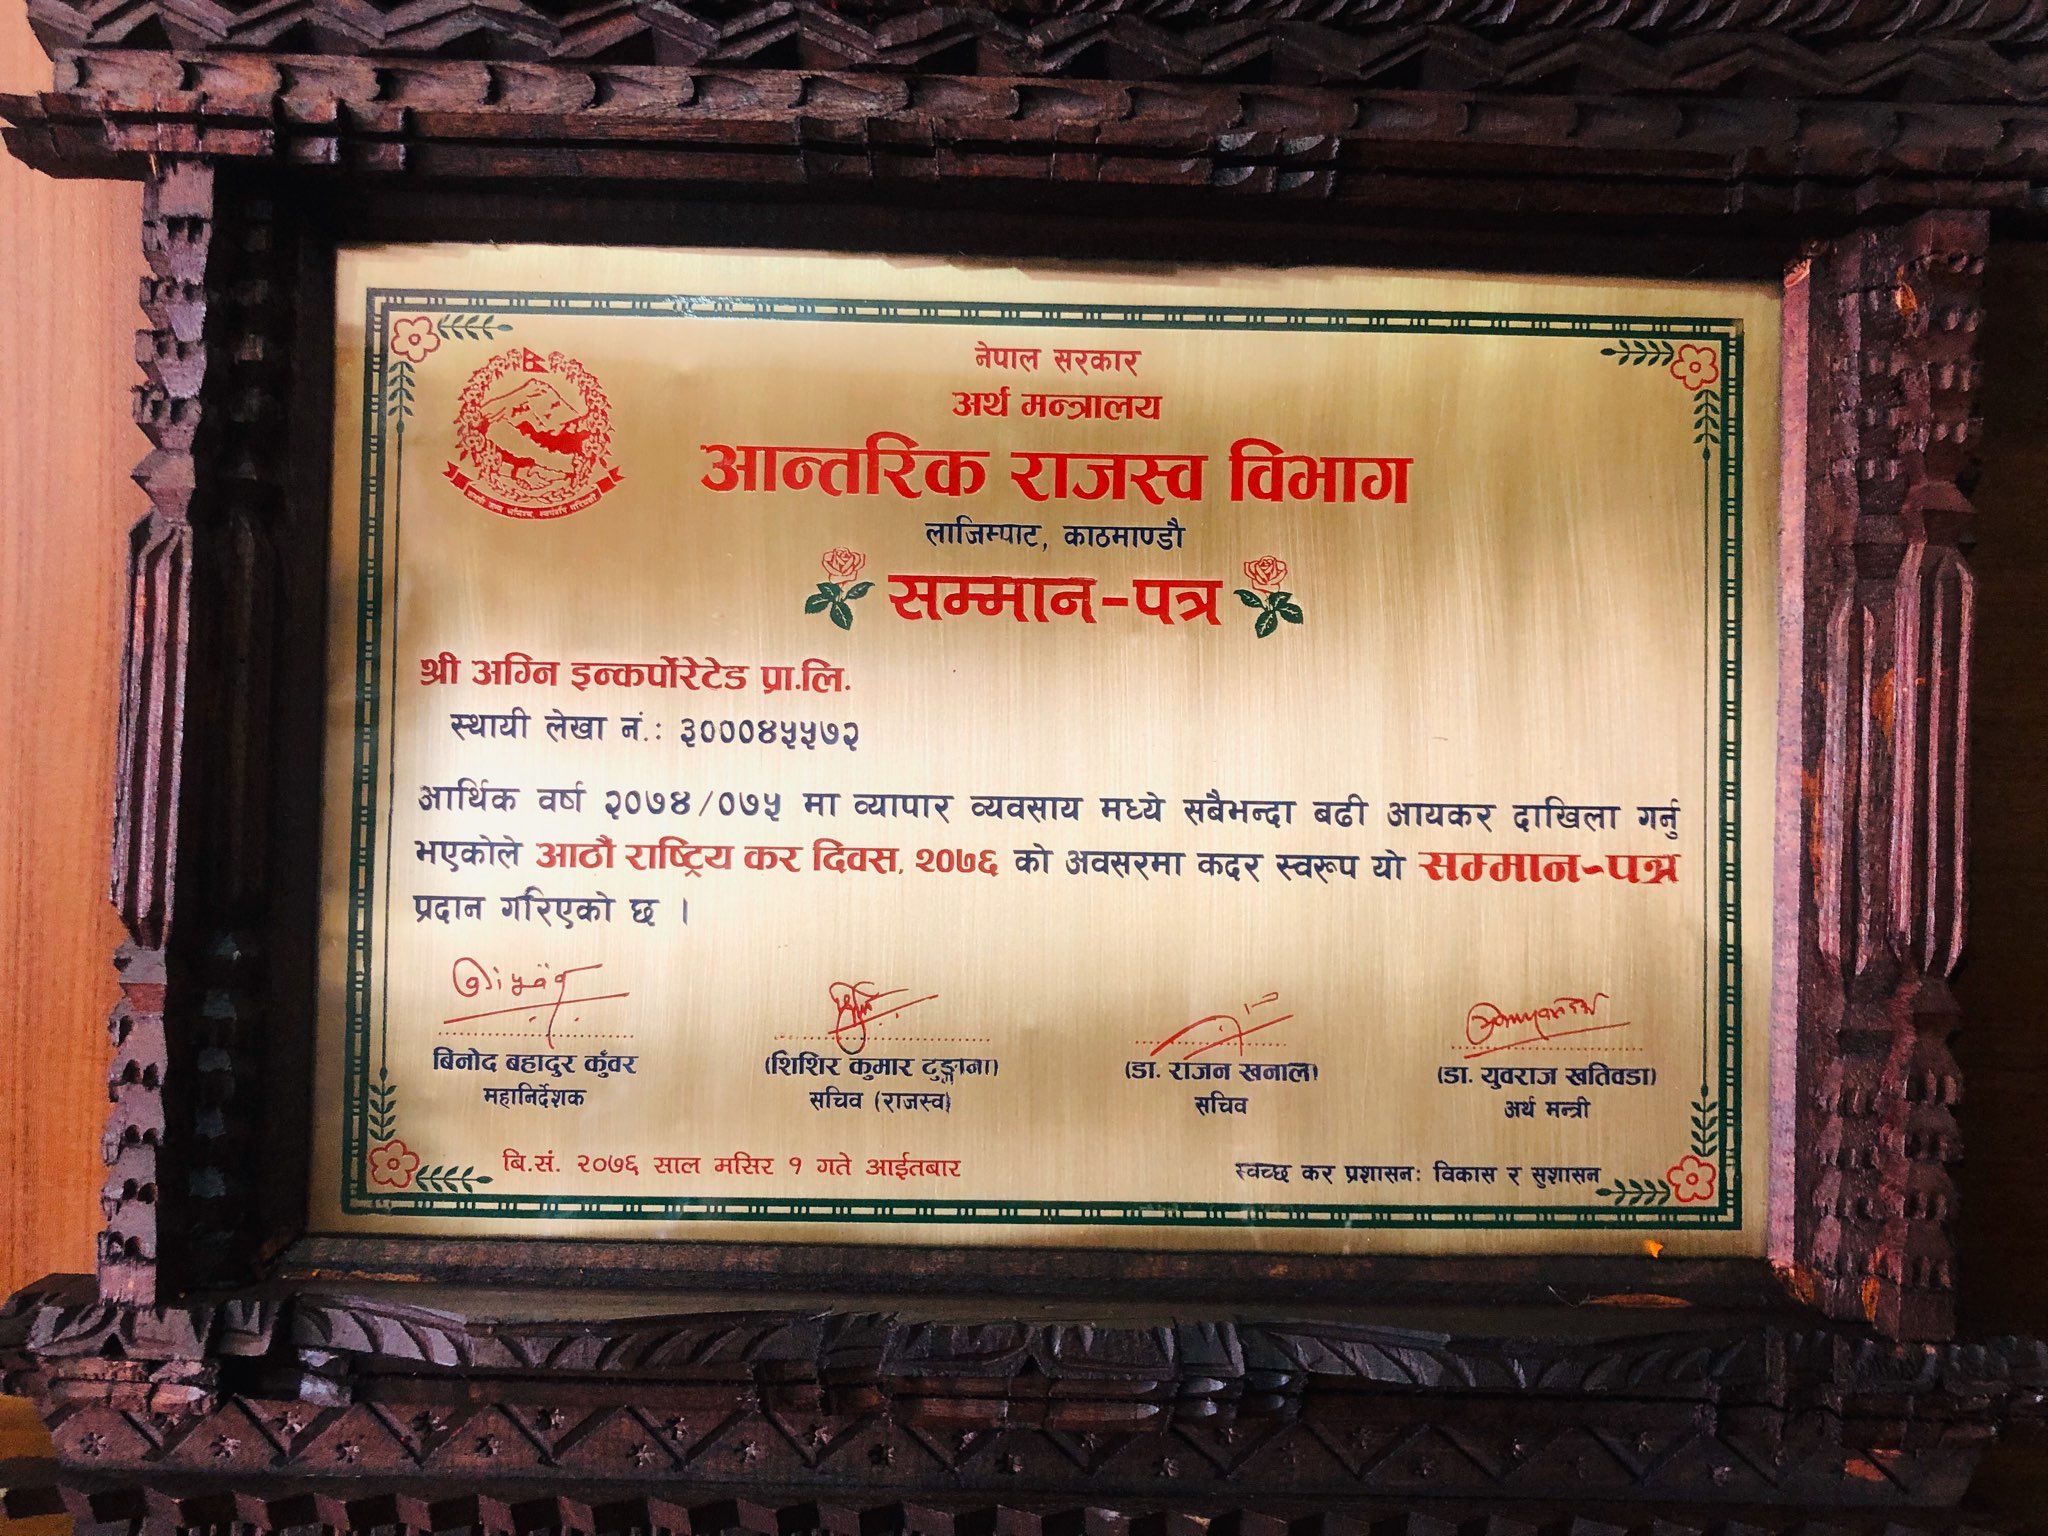 नेपाल सरकार
अर्थ मन्त्रालय
आन्तरिक राजस्व विभाग
लाजिम्पाट, काठमाण्डौ
सम्मान-पत्र
श्री अग्नि इन्कर्पोरेटेड प्रा.लि.
स्थायी लेखा नं.: ३०००४५५७२
आर्थिक वर्ष २०७४/०७५ मा व्यापार व्यवसाय मध्ये सबैभन्दा बढी आयकर दाखिला गर्नु
भएकोले आठौं राष्ट्रिय कर दिवस, २०७६ को अवसरमा कदर स्वरूप यो सम्मान-पत्र
प्रदान गरिएको छ ।
बिनोद बहादुर कुँवर
महानिर्देशक
(शिशिर कुमार ढुङ्गाना)
सचिव (राजस्व)
(डा. राजन खनाल)
सचिव
(डा. युवराज खतिवडा)
अर्थ मन्त्री
बि.सं. २०७६ साल मंसिर १ गते आईतबार
स्वच्छ कर प्रशासन: विकास र सुशासन